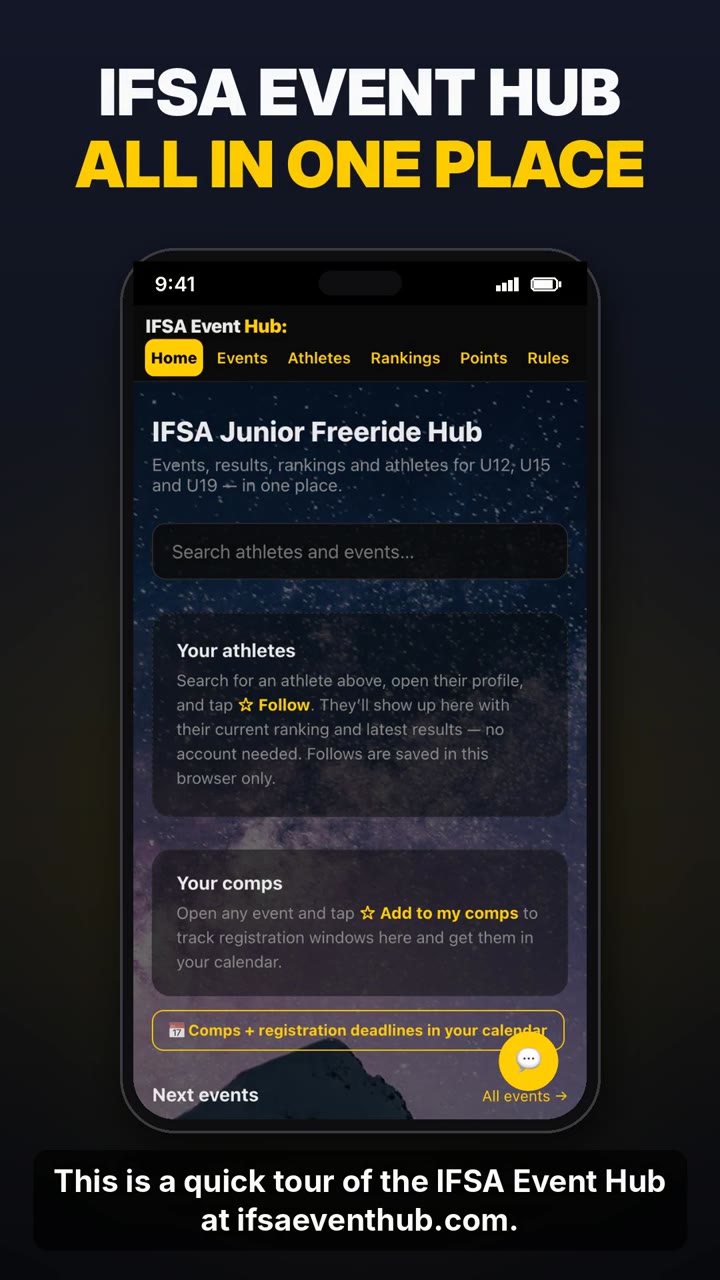 IFSA EVENT HUB
ALL IN ONE PLACE
9:41
IFSA Event Hub:
Home Events Athletes Rankings Points Rules
IFSA Junior Freeride Hub
Events, results, rankings and athletes for U12, U15
and U19 — in one place.
Search athletes and events...
Your athletes
Search for an athlete above, open their profile,
and tap ☆ Follow. They'll show up here with
their current ranking and latest results — no
account needed. Follows are saved in this
browser only.
Your comps
Open any event and tap ☆ Add to my comps to
track registration windows here and get them in
your calendar.
📅 Comps + registration deadlines in your calendar
Next events All events →
This is a quick tour of the IFSA Event Hub
at ifsaeventhub.com.